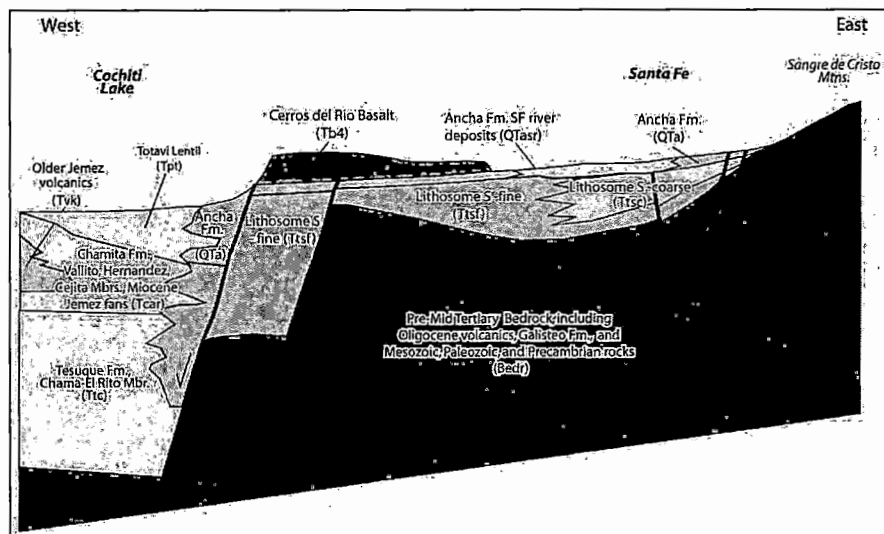 West
East
Cochiti
Lake
Santa Fe
Sangre de Cristo
Mtns.
Cerros del Rio Basalt
(Tb4)
Ancha Fm. SF river
deposits (QTasr)
Ancha Fm.
(QTa)
Older Jemez
volcanics
(Tvk)
Totavi Lentil
(Tpt)
Ancha
Fm.
(QTa)
Lithosome S
-fine (Ttsf)
Lithosome S-fine
(Ttsf)
Lithosome S-coarse
(Ttsc)
Chamita Fm.,
Vallito, Hernandez,
Cejita Mbrs., Miocene
Jemez fans (Tcar)
Tesuque Fm.,
Chama-El Rito Mbr.
(Ttc)
Pre-Mid Tertiary Bedrock, including
Oligocene volcanics, Galisteo Fm., and
Mesozoic, Paleozoic, and Precambrian rocks
(Bedr)